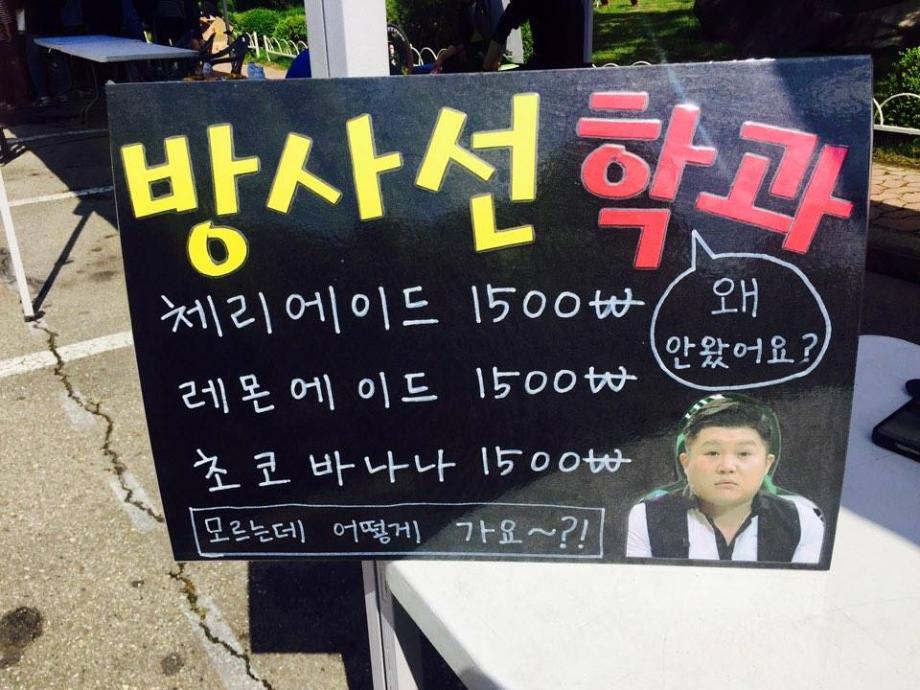 방사선 학과
체리에이드 1500₩
왜
안왔어요?
레몬에이드 1500₩
초코바나나 1500₩
모르는데 어떻게 가요~?!